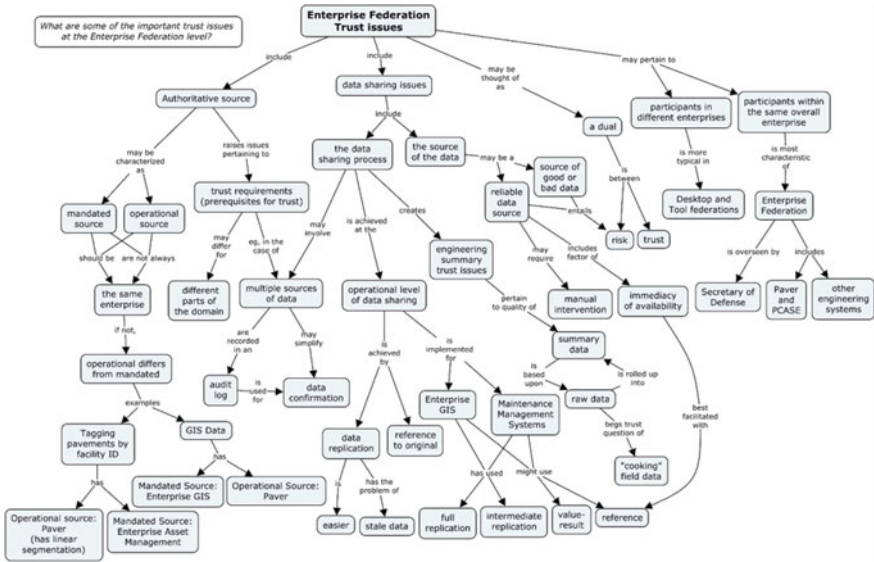 What are some of the important trust issues
at the Enterprise Federation level?
Enterprise Federation
Trust issues
include
include
may be
thought of
as
may pertain to
Authoritative source
data sharing issues
a dual
participants in
different enterprises
participants within
the same overall
enterprise
may be
characterized
as
raises issues
pertaining to
include
the data
sharing process
the source
of the data
may be a
source of
good or
bad data
is
between
is more
typical in
is most
characteristic
of
mandated
source
operational
source
trust requirements
(prerequisites for trust)
reliable
data
source
entails
risk
trust
Desktop and
Tool federations
Enterprise
Federation
should be
are not always
may
differ
for
eg, in the
case of
may
involve
is achieved
at the
creates
engineering
summary
trust issues
may
require
includes
factor of
is overseen by
includes
the same
enterprise
different
parts of
the domain
multiple sources
of data
operational level
of data sharing
manual
intervention
immediacy
of availability
Secretary of
Defense
Paver
and
PCASE
other
engineering
systems
pertain
to quality of
if not,
are
recorded
in an
may
simplify
is
achieved
by
is
implemented
for
summary
data
operational differs
from mandated
audit
log
is
used
for
data
confirmation
is
based
upon
is rolled up
into
raw data
examples
Enterprise
GIS
Maintenance
Management
Systems
best
facilitated
with
Tagging
pavements by
facility ID
GIS Data
data
replication
reference
to original
begs trust
question of
has
has used
might use
"cooking"
field data
Mandated Source:
Enterprise GIS
Operational Source:
Paver
has
is
has the
problem of
Operational source:
Paver
(has linear
segmentation)
Mandated Source:
Enterprise Asset
Management
easier
stale data
full
replication
intermediate
replication
value-
result
reference